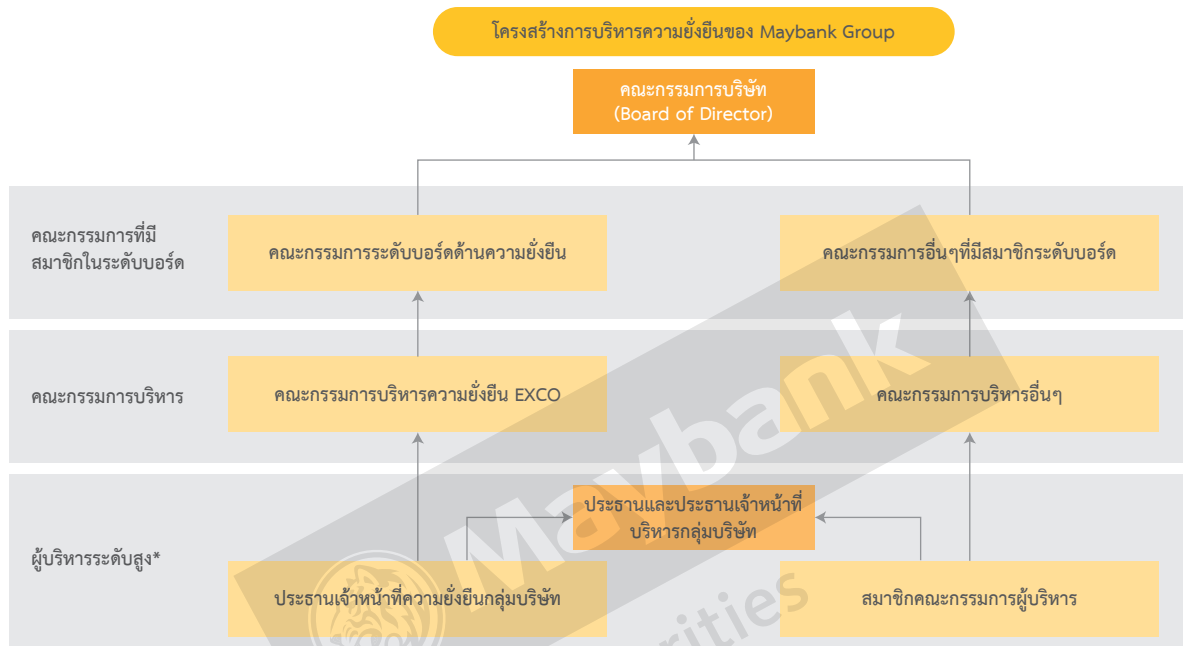 โครงสร้างการบริหารความยั่งยืนของ Maybank Group
คณะกรรมการบริษัท
(Board of Director)
คณะกรรมการที่มี
สมาชิกในระดับบอร์ด
คณะกรรมการระดับบอร์ดด้านความยั่งยืน
คณะกรรมการอื่นๆที่มีสมาชิกระดับบอร์ด
คณะกรรมการบริหาร
คณะกรรมการบริหารความยั่งยืน EXCO
คณะกรรมการบริหารอื่นๆ
ผู้บริหารระดับสูง*
ประธานและประธานเจ้าหน้าที่
บริหารกลุ่มบริษัท
ประธานเจ้าหน้าที่ความยั่งยืนกลุ่มบริษัท
สมาชิกคณะกรรมการผู้บริหาร
Maybank